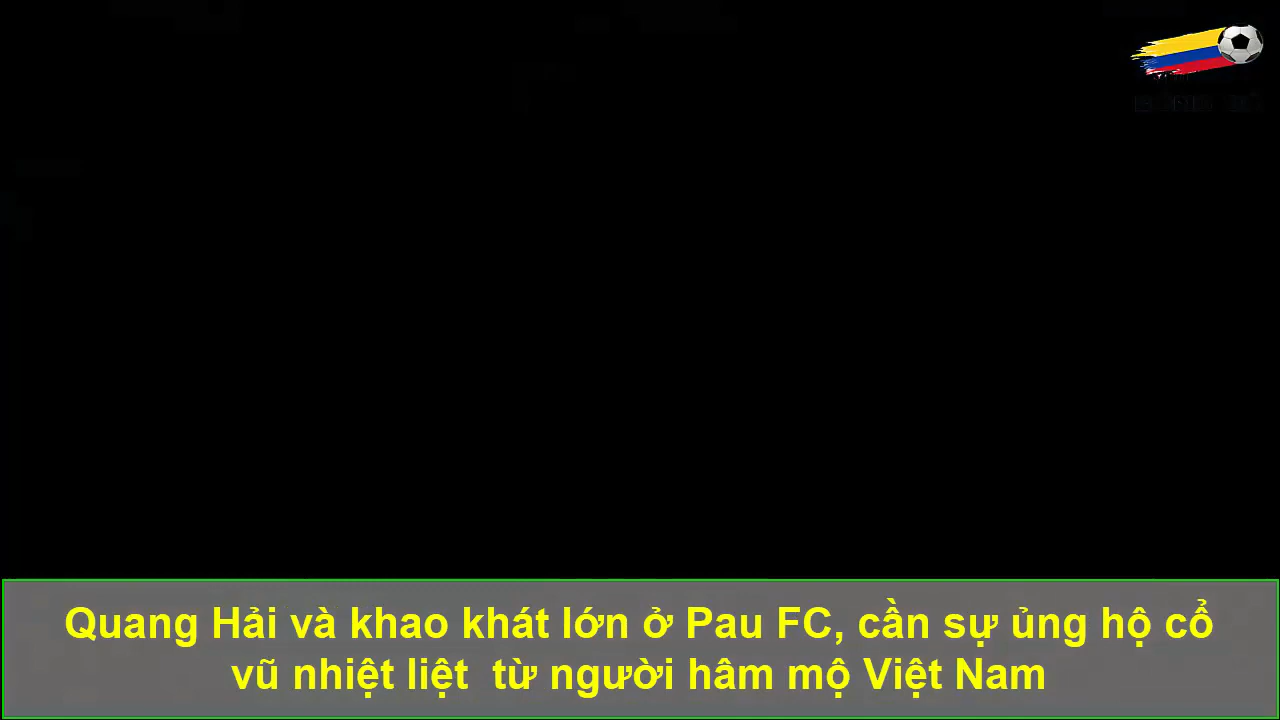 Quang Hải và khao khát lớn ở Pau FC, cần sự ủng hộ cổ
vũ nhiệt liệt  từ người hâm mộ Việt Nam